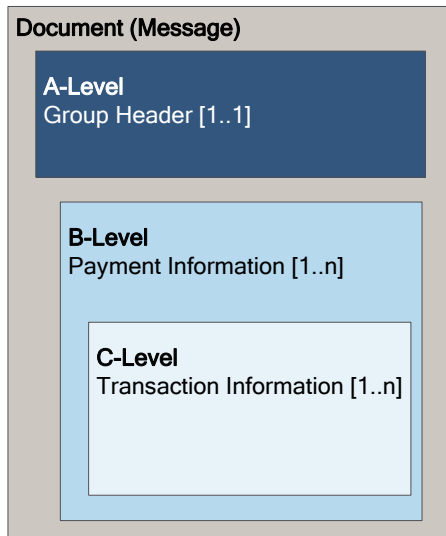 Document (Message)
A-Level
Group Header [1..1]
B-Level
Payment Information [1..n]
C-Level
Transaction Information [1..n]